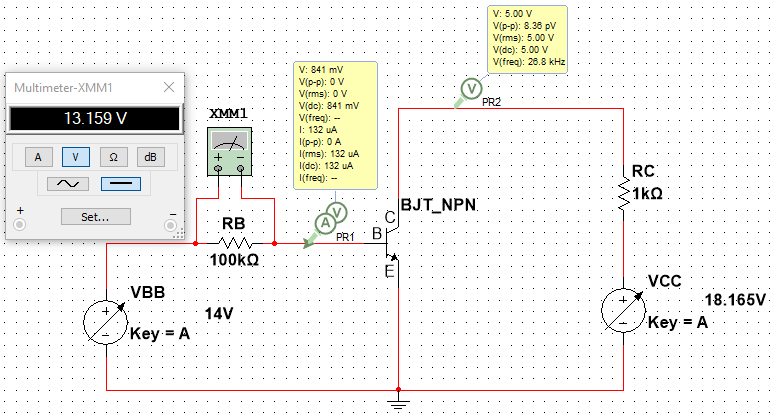 Multimeter-XMM1
13.159 V
A V Ω dB
+ Set... −
XMM1
+ −
V: 841 mV
V(p-p): 0 V
V(rms): 0 V
V(dc): 841 mV
V(freq): --
I: 132 uA
I(p-p): 0 A
I(rms): 132 uA
I(dc): 132 uA
I(freq): --
V: 5.00 V
V(p-p): 8.36 pV
V(rms): 5.00 V
V(dc): 5.00 V
V(freq): 26.8 kHz
V
PR2
A V
PR1
RB
100kΩ
C
B
E
BJT_NPN
RC
1kΩ
VBB
+
−
14V
Key = A
VCC
+
−
18.165V
Key = A